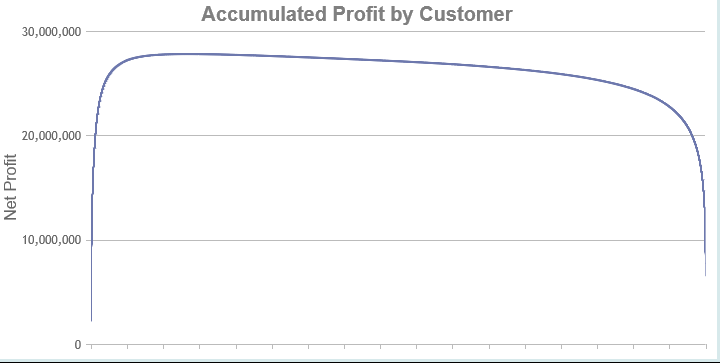 Accumulated Profit by Customer
30,000,000
20,000,000
Net Profit
10,000,000
0